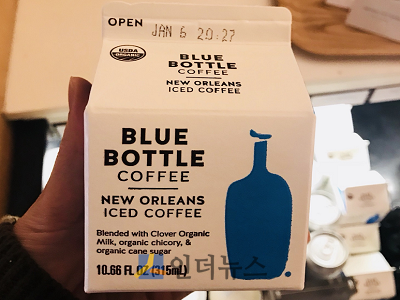 OPEN
JAN 6 20:27
USDA
ORGANIC
BLUE BOTTLE
COFFEE
NEW ORLEANS
ICED COFFEE
BLUE
BOTTLE
COFFEE
NEW ORLEANS
ICED COFFEE
Blended with Clover Organic
Milk, organic chicory, &
organic cane sugar
10.66 FL OZ (315mL)
인더뉴스